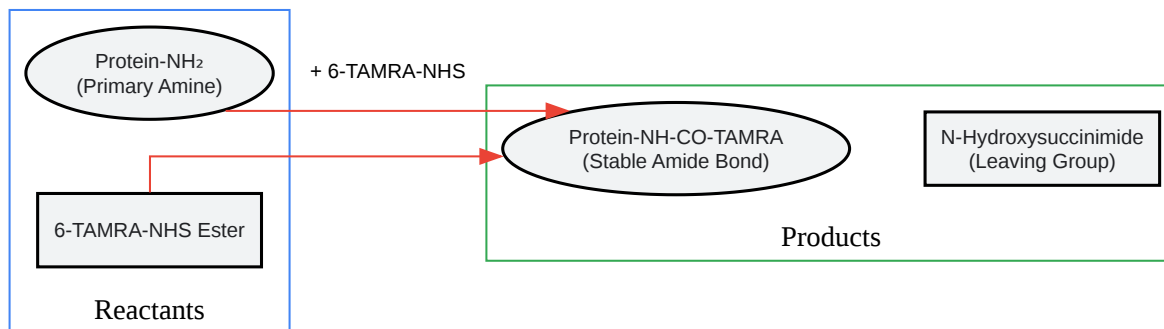 Protein-NH₂
(Primary Amine)
+ 6-TAMRA-NHS
6-TAMRA-NHS Ester
Reactants
Protein-NH-CO-TAMRA
(Stable Amide Bond)
N-Hydroxysuccinimide
(Leaving Group)
Products